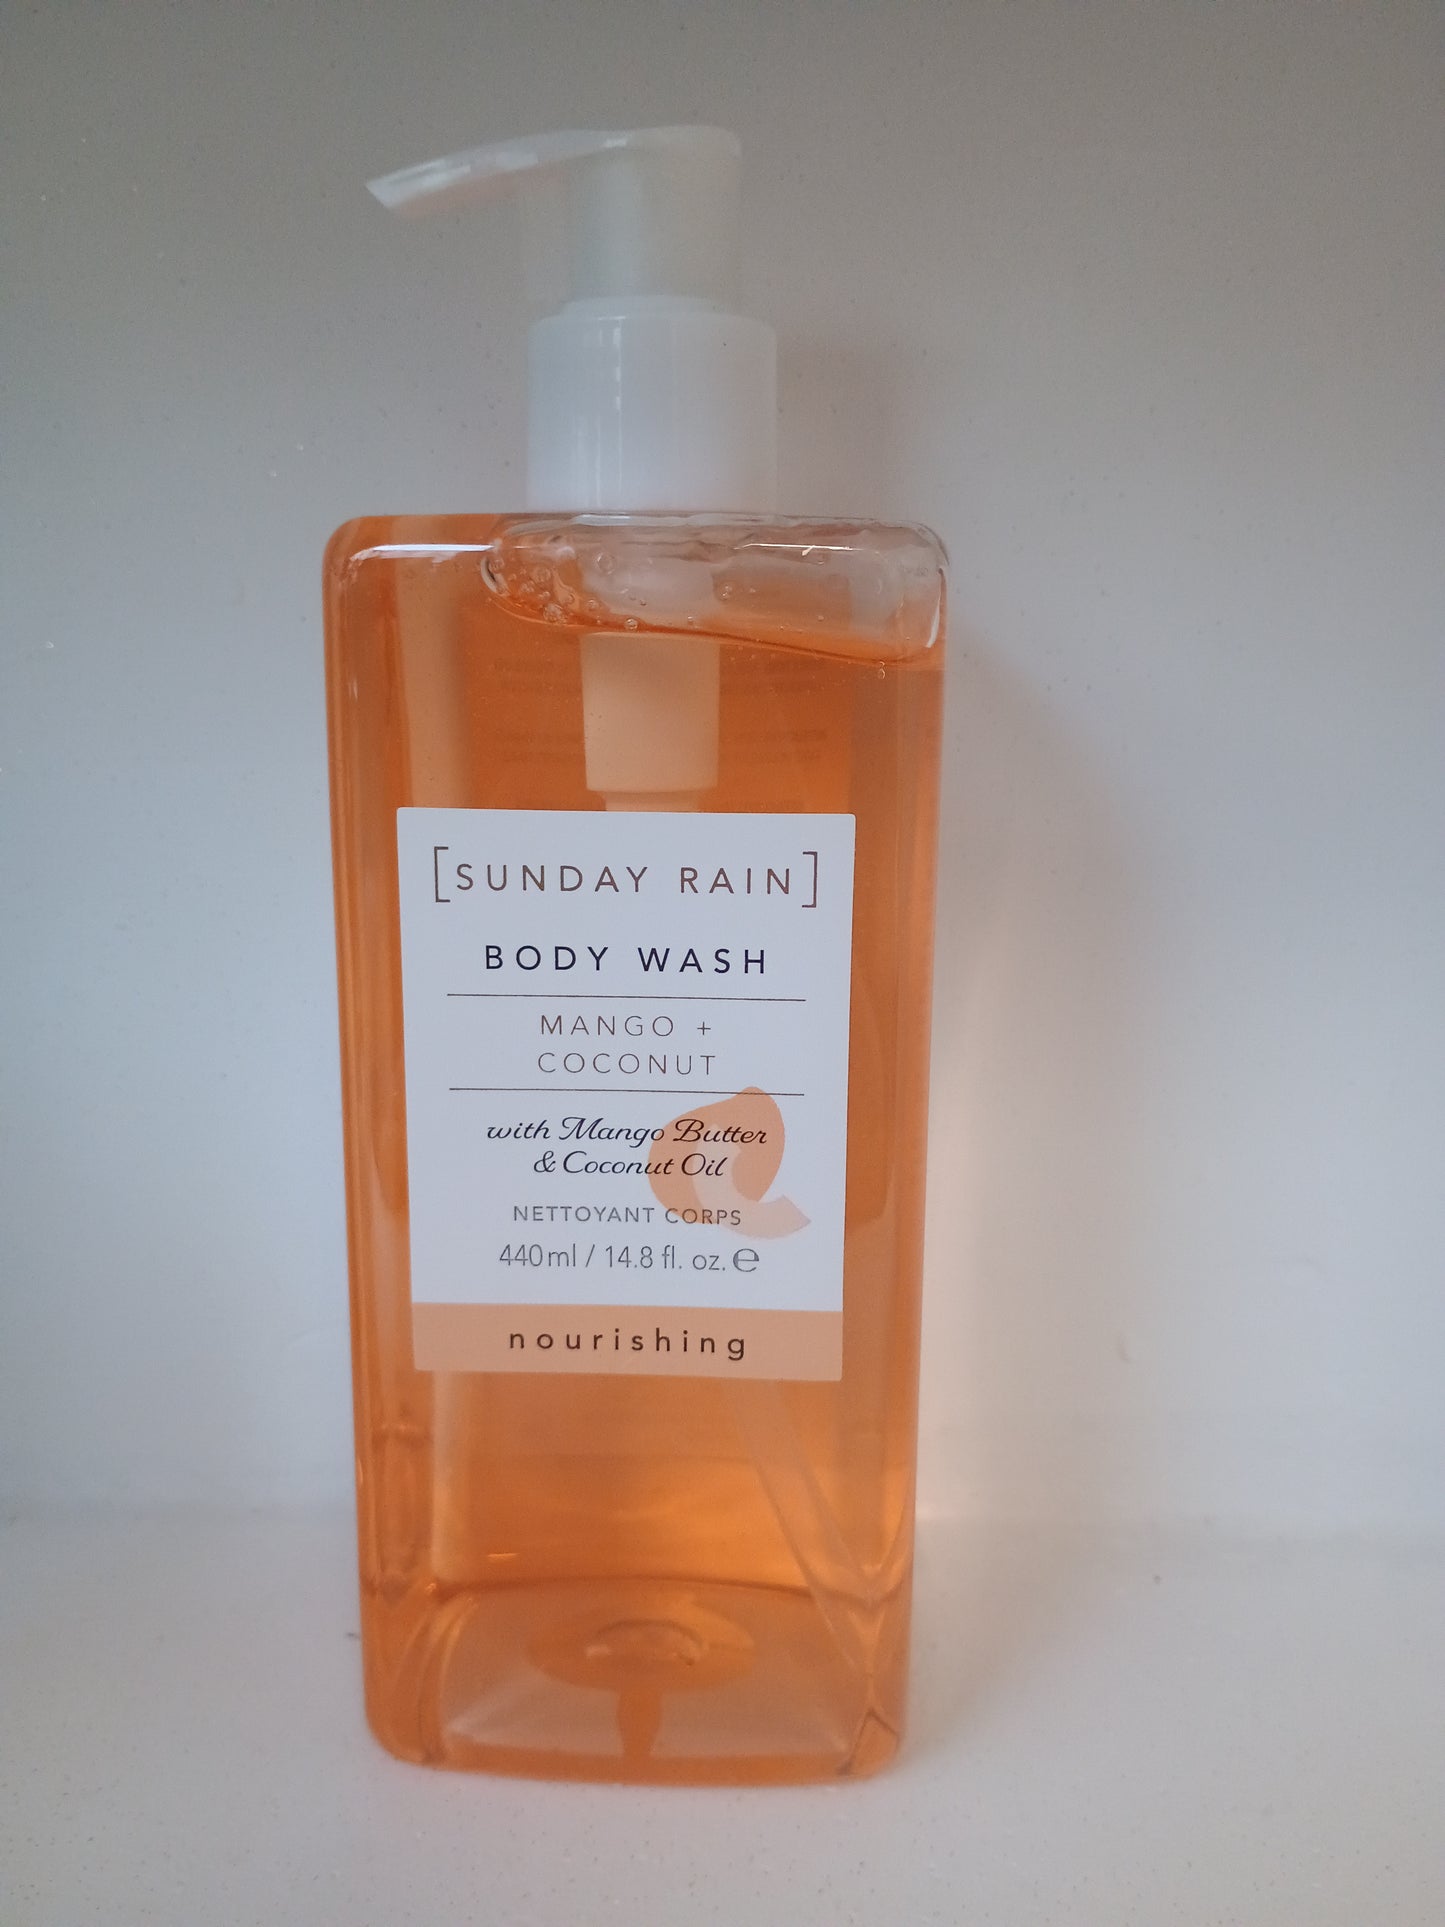 [SUNDAY RAIN]
BODY WASH
MANGO +
COCONUT
with Mango Butter
& Coconut Oil
NETTOYANT CORPS
440ml / 14.8 fl. oz. ℮
nourishing